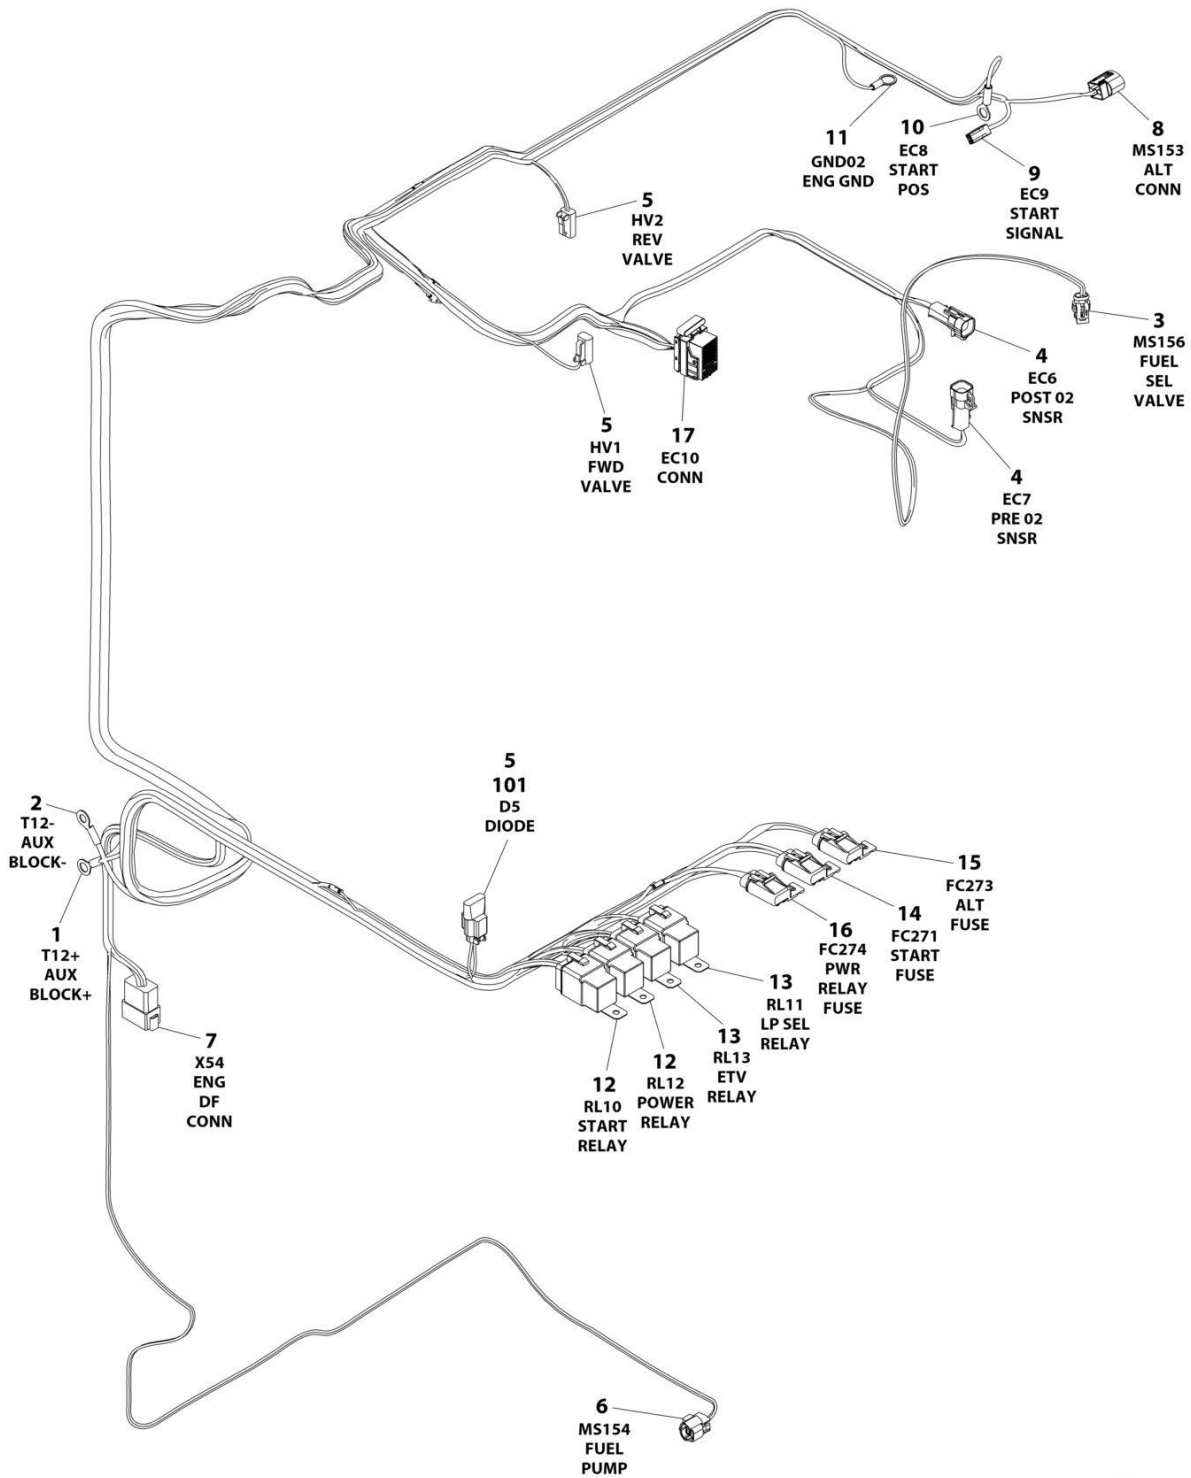 11
GND02
ENG GND
10
EC8
START
POS
9
EC9
START
SIGNAL
8
MS153
ALT
CONN
5
HV2
REV
VALVE
3
MS156
FUEL
SEL
VALVE
4
EC6
POST 02
SNSR
5
HV1
FWD
VALVE
17
EC10
CONN
4
EC7
PRE 02
SNSR
5
101
D5
DIODE
2
T12-
AUX
BLOCK-
1
T12+
AUX
BLOCK+
15
FC273
ALT
FUSE
14
FC271
START
FUSE
16
FC274
PWR
RELAY
FUSE
13
RL11
LP SEL
RELAY
13
RL13
ETV
RELAY
12
RL12
POWER
RELAY
12
RL10
START
RELAY
7
X54
ENG
DF
CONN
6
MS154
FUEL
PUMP